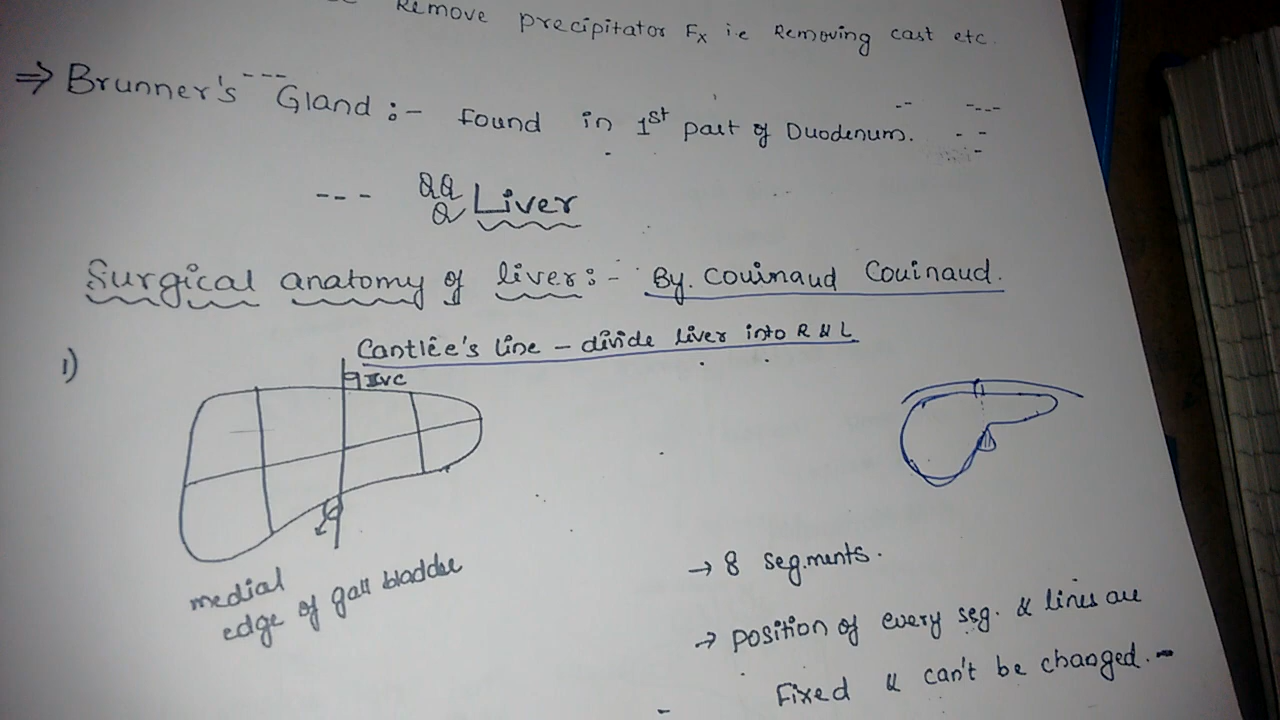 Remove precipitator Fx i.e Removing cast etc.
⇒ Brunner's Gland :- found in 1st part of Duodenum.
Liver
Surgical anatomy of liver :- By. Couinaud Couinaud.
1) Cantlie's line - divide liver into R & L
IVC
medial
edge of gall bladder
→ 8 segments.
→ position of every seg. & lines are
Fixed & can't be changed.